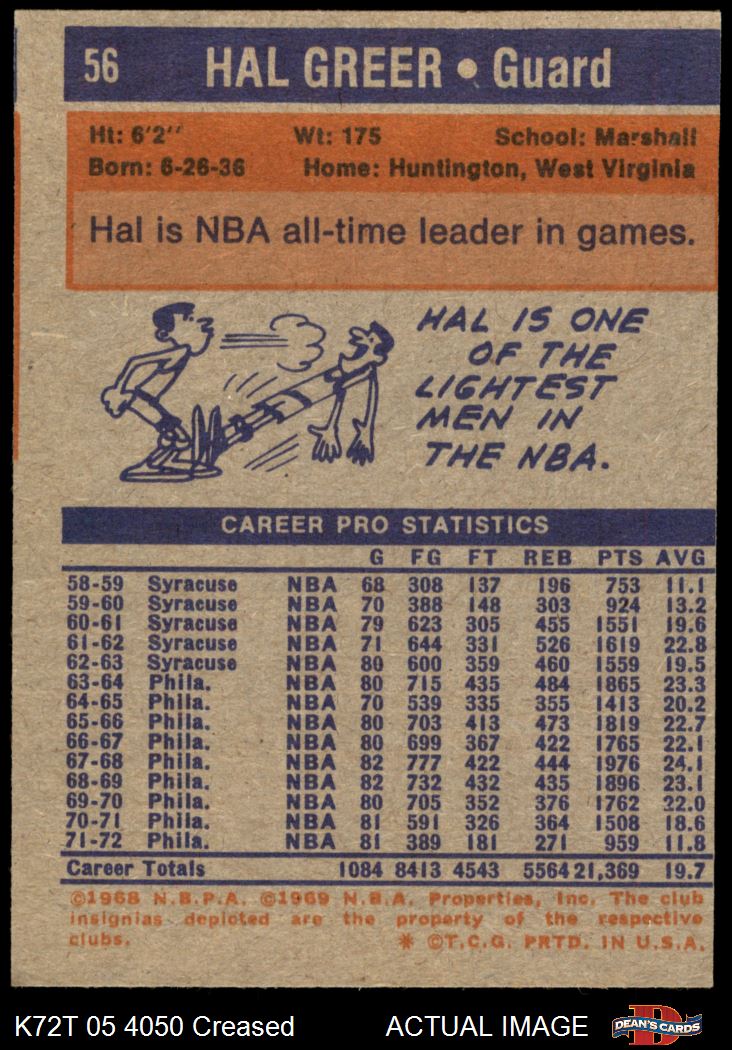 56 HAL GREER • Guard
Ht: 6'2'' Wt: 175 School: Marshall
Born: 6-26-36 Home: Huntington, West Virginia
Hal is NBA all-time leader in games.
HAL IS ONE
OF THE
LIGHTEST
MEN IN
THE NBA.
CAREER PRO STATISTICS
G FG FT REB PTS AVG
58-59 Syracuse NBA 68 308 137 196 753 11.1
59-60 Syracuse NBA 70 388 148 303 924 13.2
60-61 Syracuse NBA 79 623 305 455 1551 19.6
61-62 Syracuse NBA 71 644 331 526 1619 22.8
62-63 Syracuse NBA 80 600 359 460 1559 19.5
63-64 Phila. NBA 80 715 435 484 1865 23.3
64-65 Phila. NBA 70 539 335 355 1413 20.2
65-66 Phila. NBA 80 703 413 473 1819 22.7
66-67 Phila. NBA 80 699 367 422 1765 22.1
67-68 Phila. NBA 82 777 422 444 1976 24.1
68-69 Phila. NBA 82 732 432 435 1896 23.1
69-70 Phila. NBA 80 705 352 376 1762 22.0
70-71 Phila. NBA 81 591 326 364 1508 18.6
71-72 Phila. NBA 81 389 181 271 959 11.8
Career Totals 1084 8413 4543 5564 21,369 19.7
©1968 N.B.P.A. ©1969 N.B.A. Properties, Inc. The club
insignias depicted are the property of the respective
clubs. * ©T.C.G. PRTD. IN U.S.A.
K72T 05 4050 Creased ACTUAL IMAGE DEAN'S CARDS